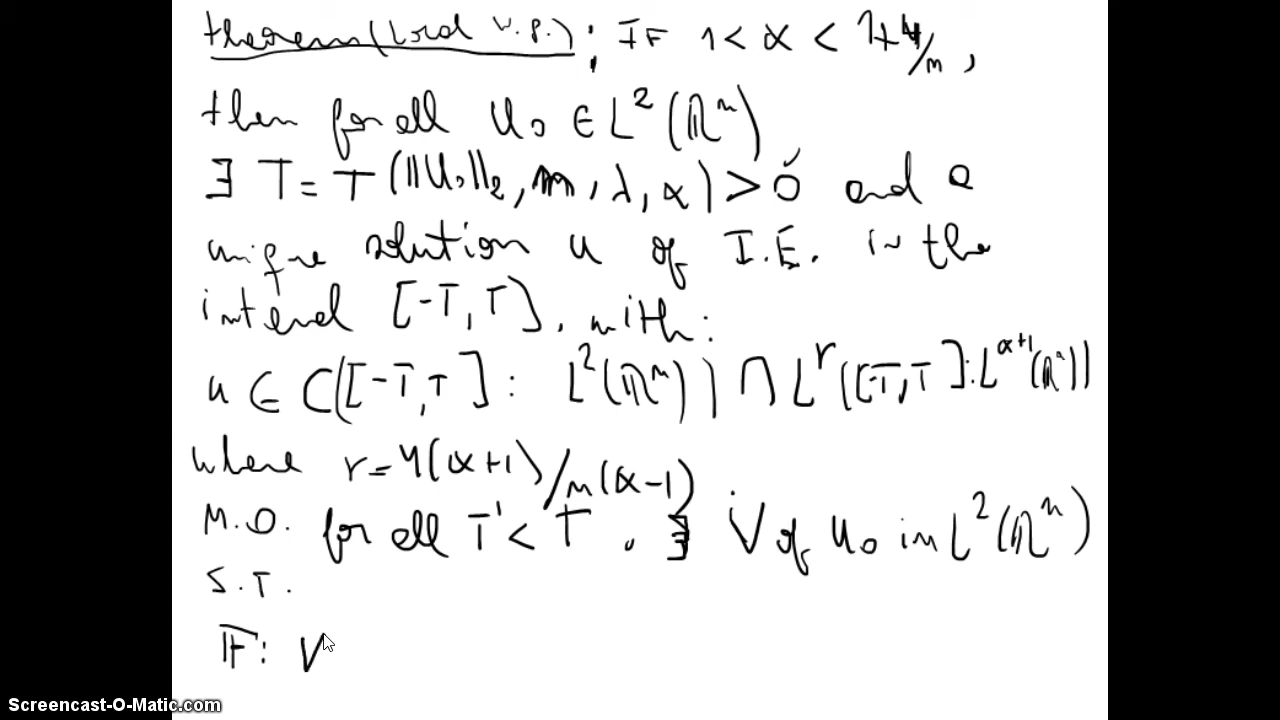 theorem (Local W.P.): IF 1 < α < 1+4/n,
then for all u₀ ∈ L²(ℝⁿ)
∃ T = T(||u₀||₂, n, λ, α) > 0 and a
unique solution u of I.E. in the
interval [-T, T], with:
u ∈ C([-T, T] : L²(ℝⁿ)) ∩ Lʳ([-T, T] : L^{α+1}(ℝⁿ))
where r = 4(α+1)/n(α-1)
M.O. for all T' < T, ∃ V of u₀ in L²(ℝⁿ)
S.T.
F: V
Screencast-O-Matic.com